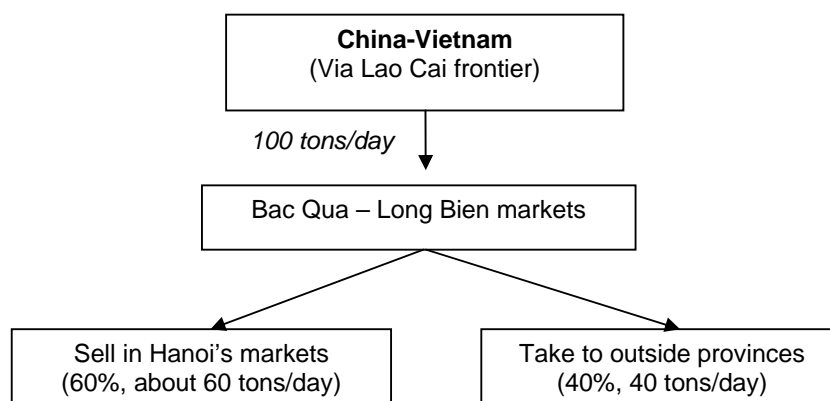 China-Vietnam
(Via Lao Cai frontier)
100 tons/day
Bac Qua – Long Bien markets
Sell in Hanoi’s markets
(60%, about 60 tons/day)
Take to outside provinces
(40%, 40 tons/day)